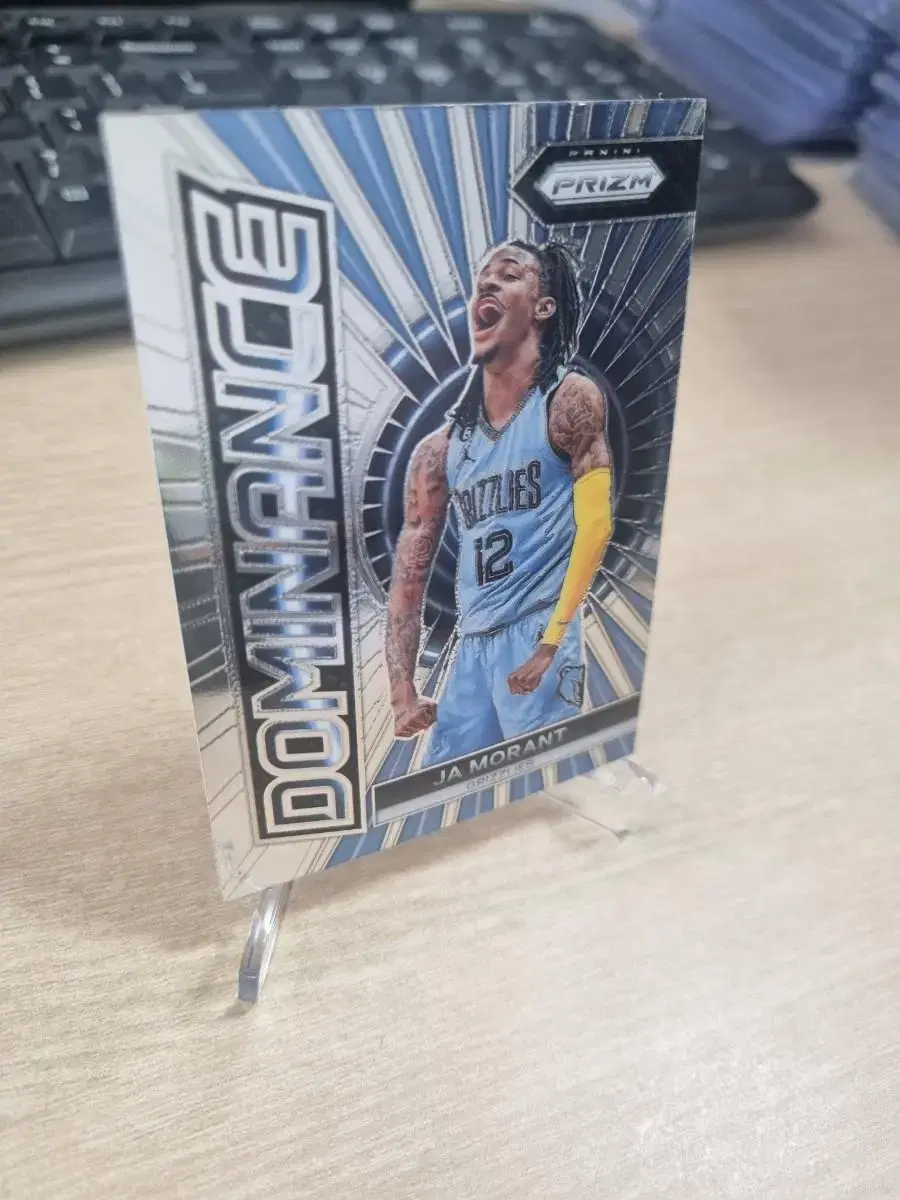 PANINI
PRIZM
DOMINANCE
GRIZZLIES
12
JA MORANT
GRIZZLIES